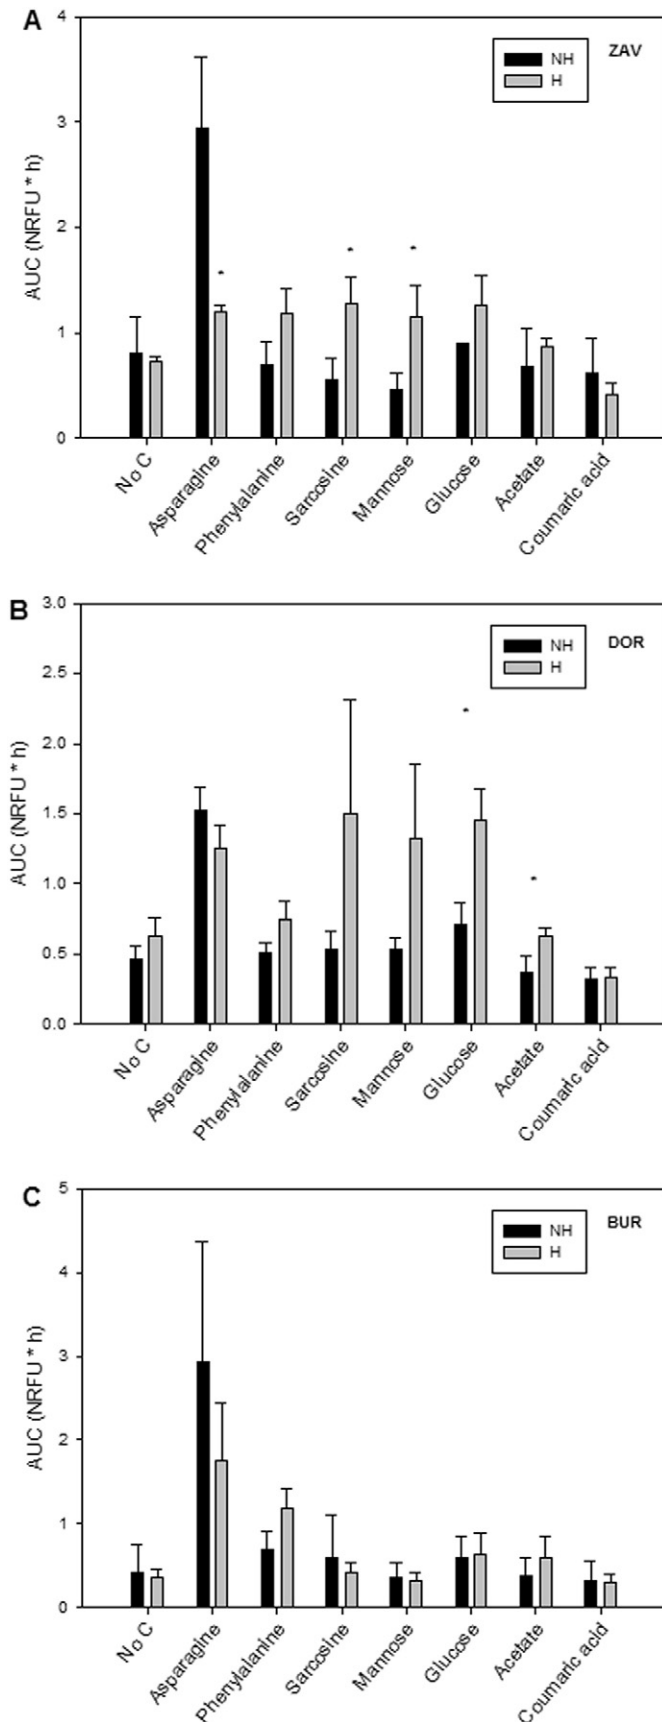 A
ZAV
NH
H
AUC (NRFU * h)
4
3
2
1
0
*
*
*
No C
Asparagine
Phenylalanine
Sarcosine
Mannose
Glucose
Acetate
Coumaric acid
B
DOR
NH
H
AUC (NRFU * h)
3.0
2.5
2.0
1.5
1.0
0.5
0.0
*
*
No C
Asparagine
Phenylalanine
Sarcosine
Mannose
Glucose
Acetate
Coumaric acid
C
BUR
NH
H
AUC (NRFU * h)
5
4
3
2
1
0
No C
Asparagine
Phenylalanine
Sarcosine
Mannose
Glucose
Acetate
Coumaric acid